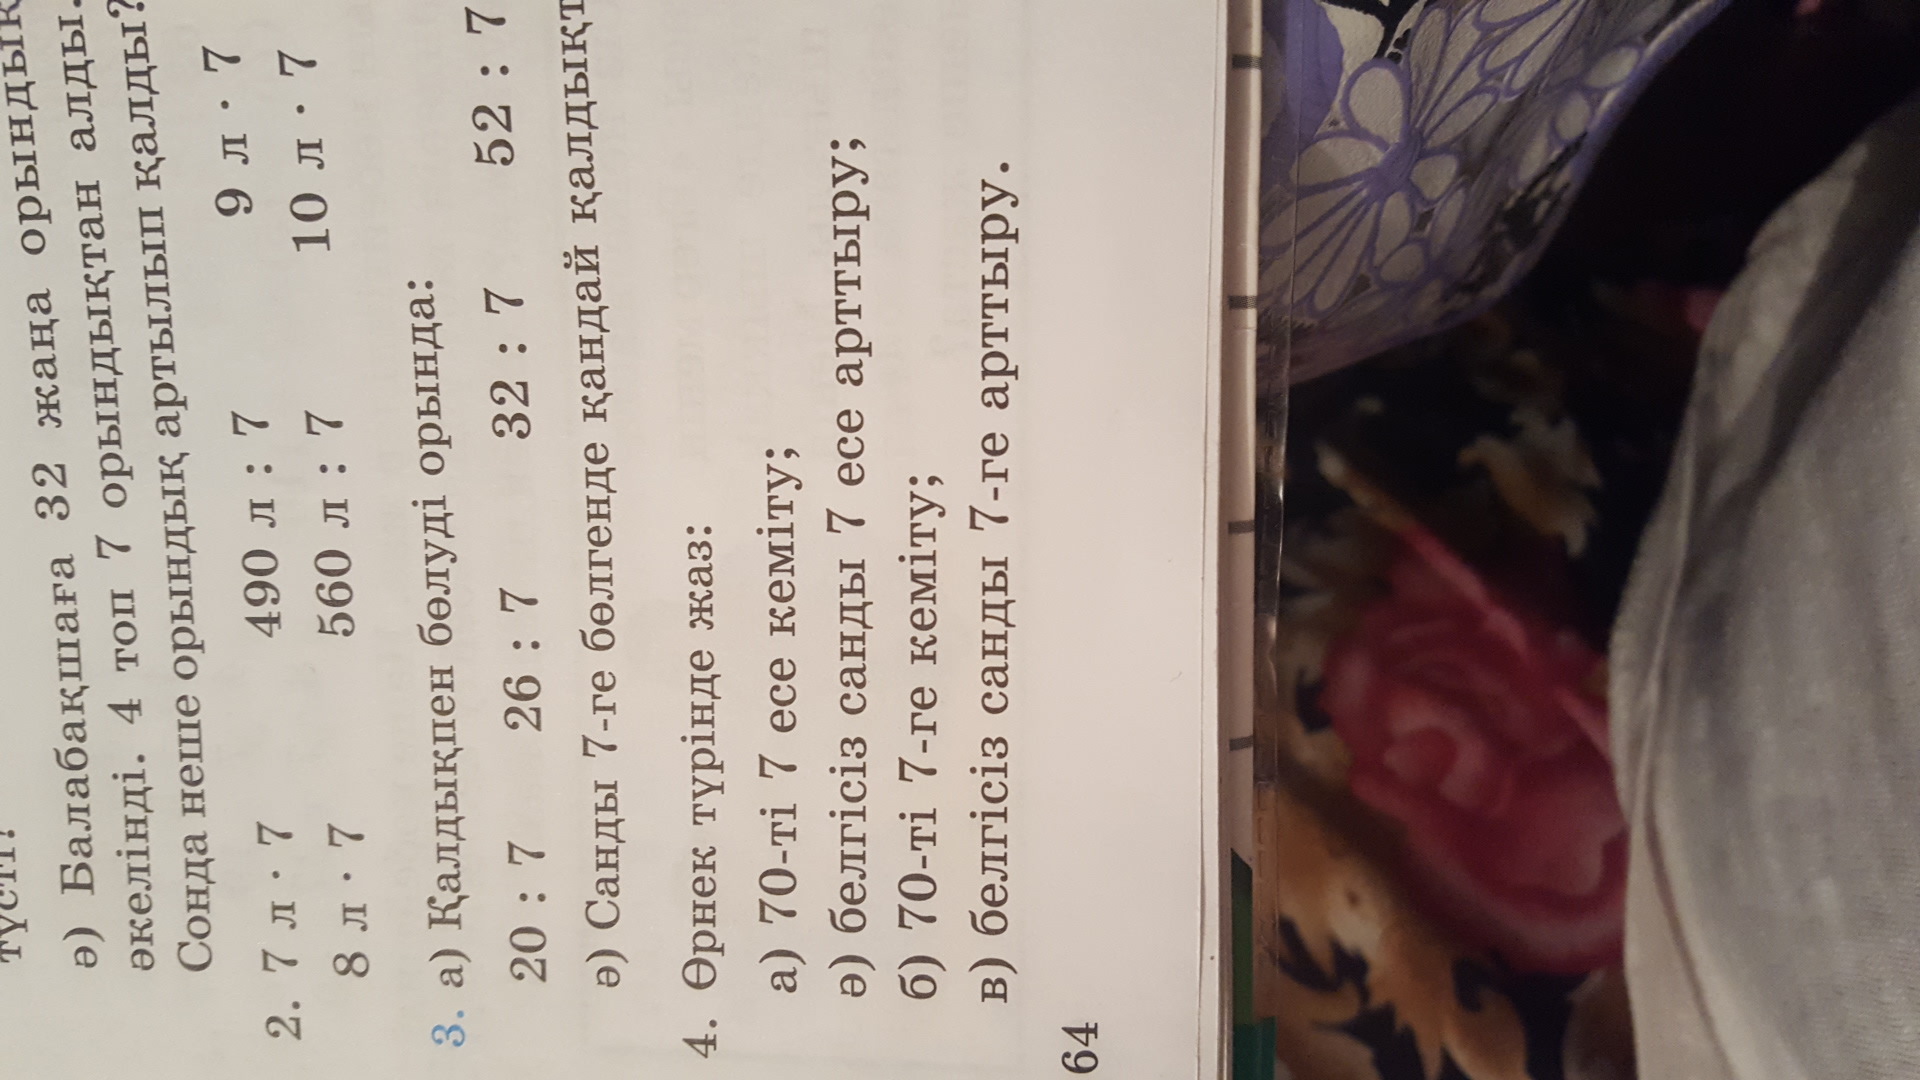 түсті?
ә) Балабақшаға 32 жаңа орындық
әкелінді. 4 топ 7 орындықтан алды.
Сонда неше орындық артылып қалды?
2. 7 л · 7 490 л : 7 9 л · 7
8 л · 7 560 л : 7 10 л · 7
3. а) Қалдықпен бөлуді орында:
20 : 7 26 : 7 32 : 7 52 : 7
ә) Санды 7-ге бөлгенде қандай қалдықт
4. Өрнек түрінде жаз:
а) 70-ті 7 есе кеміту;
ә) белгісіз санды 7 есе арттыру;
б) 70-ті 7-ге кеміту;
в) белгісіз санды 7-ге арттыру.
64